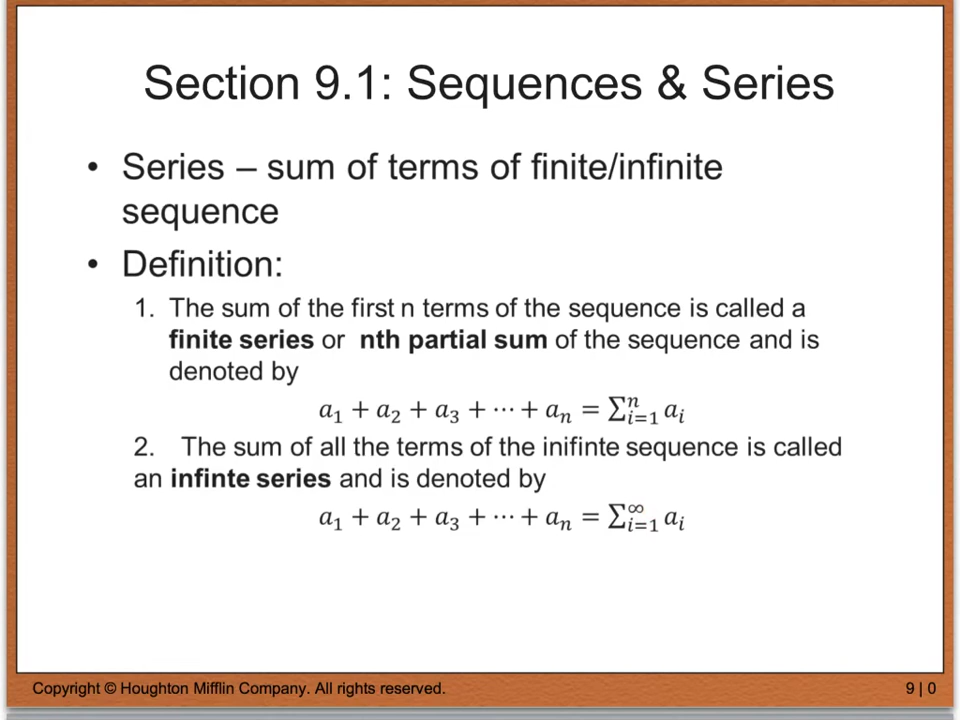 Section 9.1: Sequences & Series
• Series – sum of terms of finite/infinite
sequence
• Definition:
1. The sum of the first n terms of the sequence is called a
finite series or nth partial sum of the sequence and is
denoted by
a₁ + a₂ + a₃ + ⋯ + aₙ = ∑ⁿᵢ₌₁ aᵢ
2. The sum of all the terms of the inifinte sequence is called
an infinte series and is denoted by
a₁ + a₂ + a₃ + ⋯ + aₙ = ∑^∞ᵢ₌₁ aᵢ
Copyright © Houghton Mifflin Company. All rights reserved.
9 | 0